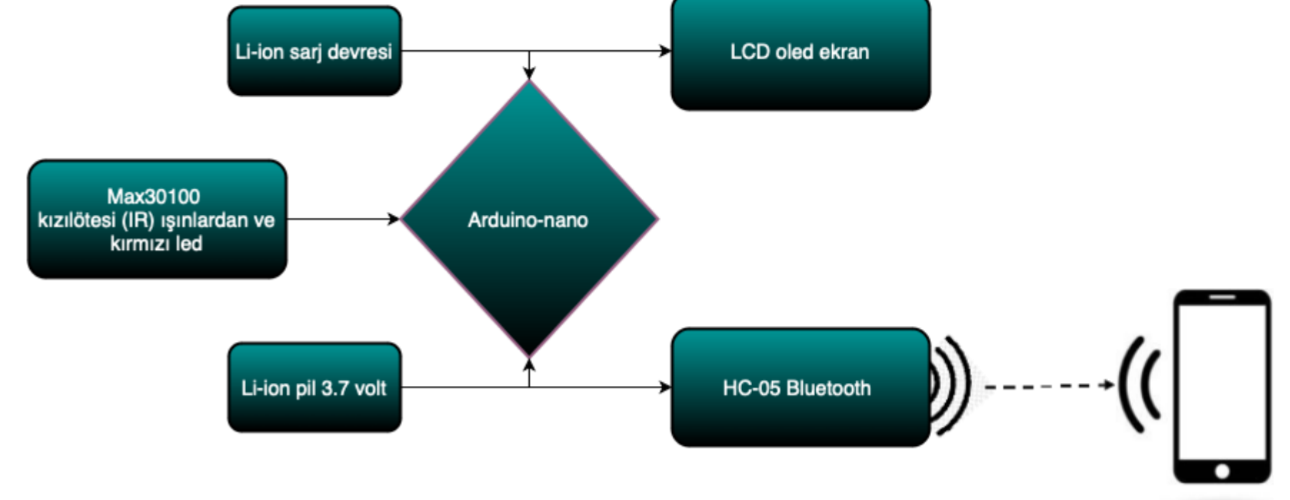 Li-ion sarj devresi
LCD oled ekran
Max30100
kızılötesi (IR) ışınlardan ve
kırmızı led
Arduino-nano
Li-ion pil 3.7 volt
HC-05 Bluetooth